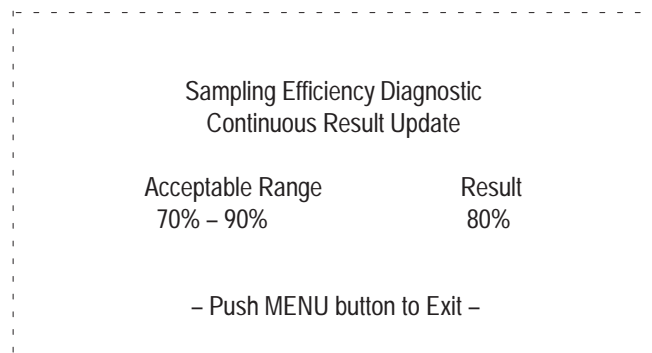 Sampling Efficiency Diagnostic
Continuous Result Update
Acceptable Range Result
70% – 90% 80%
– Push MENU button to Exit –